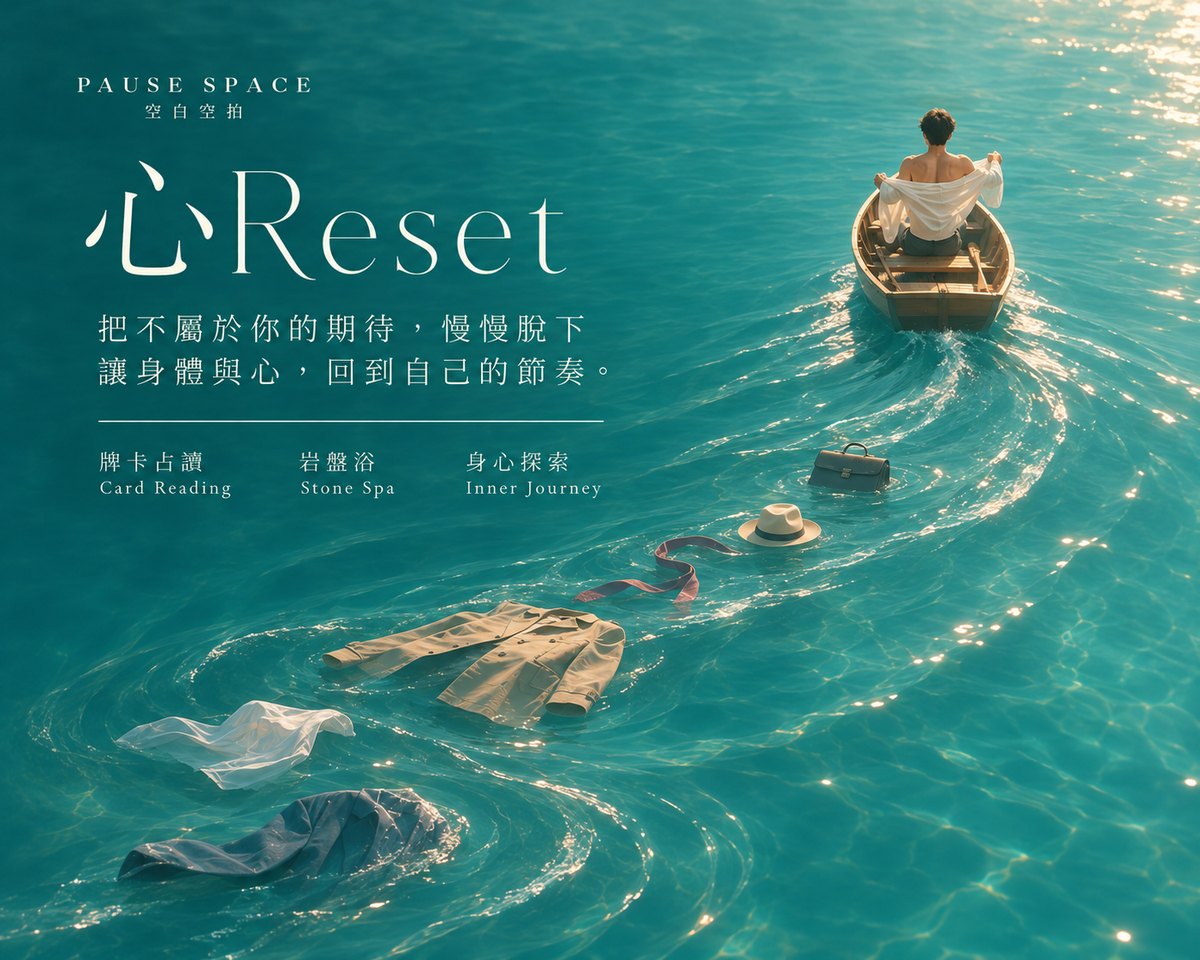 PAUSE SPACE
空白空拍
心Reset
把不屬於你的期待，慢慢脫下
讓身體與心，回到自己的節奏。
牌卡占讀 岩盤浴 身心探索
Card Reading Stone Spa Inner Journey